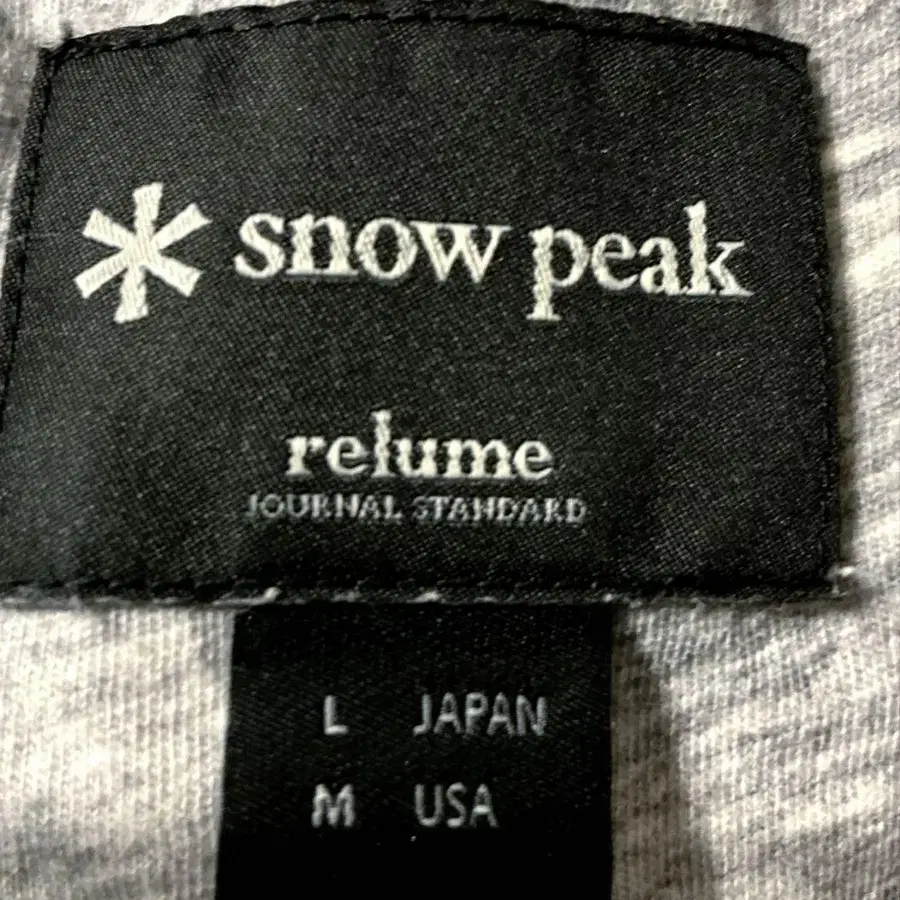 snow peak
relume
JOURNAL STANDARD
L JAPAN
M USA